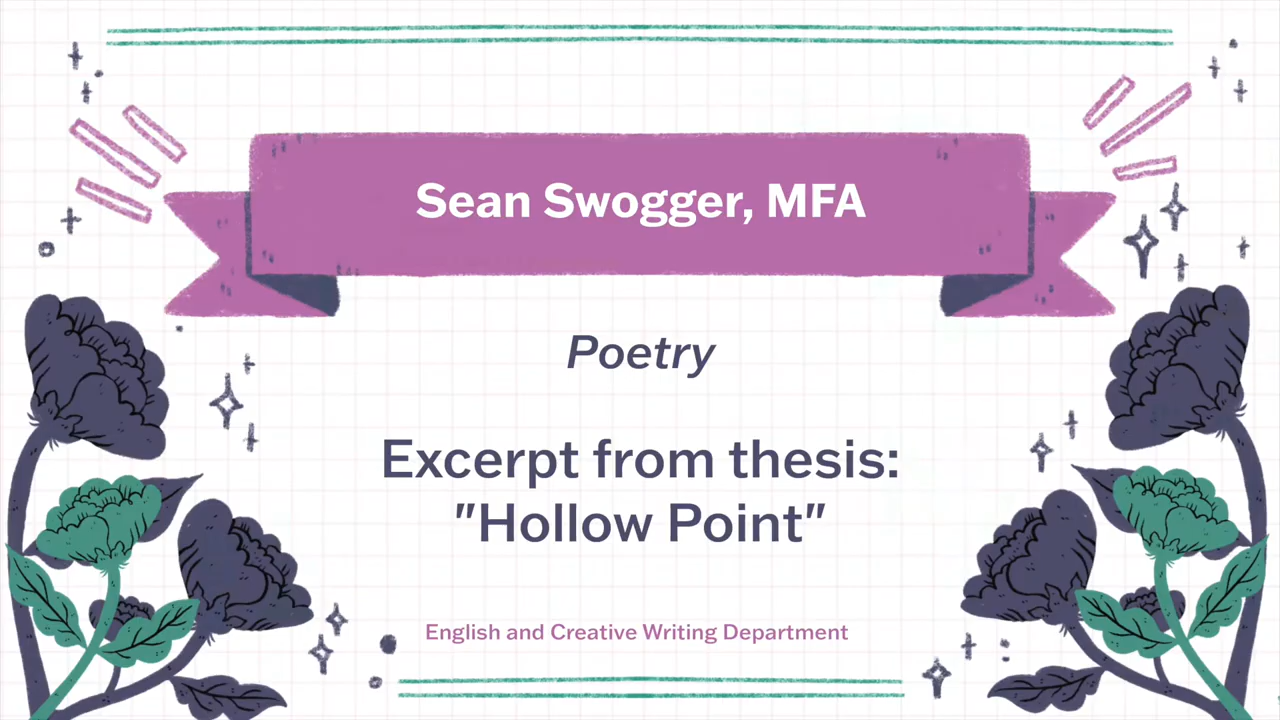 Sean Swogger, MFA
Poetry
Excerpt from thesis:
"Hollow Point"
English and Creative Writing Department